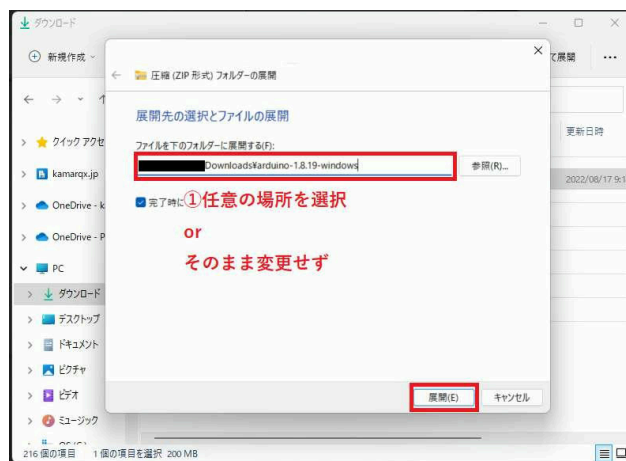 ダウンロード
新規作成
て展開
圧縮 (ZIP 形式) フォルダーの展開
展開先の選択とファイルの展開
ファイルを下のフォルダーに展開する(F):
Downloads¥arduino-1.8.19-windows
参照(R)...
完了時に
①任意の場所を選択
or
そのまま変更せず
更新日時
2022/08/17 9:1
クイック アクセ
kamarqx.jp
OneDrive - k
OneDrive - P
PC
ダウンロード
デスクトップ
ドキュメント
ピクチャ
ビデオ
ミュージック
展開(E)
キャンセル
216 個の項目
1 個の項目を選択 200 MB